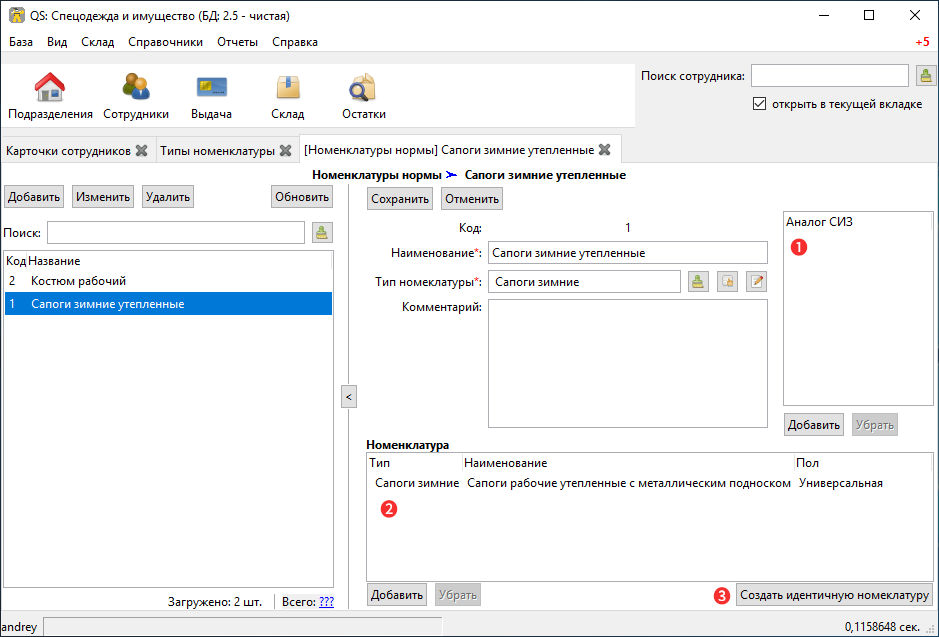 QS: Спецодежда и имущество (БД: 2.5 - чистая)
База Вид Склад Справочники Отчеты Справка +5
Подразделения Сотрудники Выдача Склад Остатки
Поиск сотрудника:
открыть в текущей вкладке
Карточки сотрудников Типы номенклатуры [Номенклатуры нормы] Сапоги зимние утепленные
Номенклатуры нормы Сапоги зимние утепленные
Добавить Изменить Удалить Обновить
Поиск:
Код Название
2 Костюм рабочий
1 Сапоги зимние утепленные
Загружено: 2 шт. Всего: ???
<
Сохранить Отменить
Код: 1
Наименование*: Сапоги зимние утепленные
Тип номеклатуры*: Сапоги зимние
Комментарий:
Аналог СИЗ
1
Добавить Убрать
Номенклатура
Тип Наименование Пол
Сапоги зимние Сапоги рабочие утепленные с металлическим подноском Универсальная
2
Добавить Убрать 3 Создать идентичную номеклатуру
andrey 0,1158648 сек.